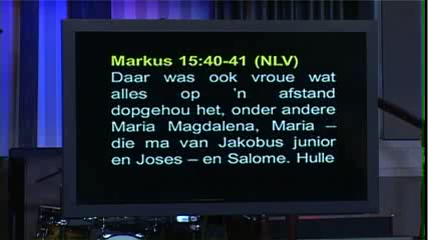 Markus 15:40-41 (NLV)
Daar was ook vroue wat
alles op 'n afstand
dopgehou het, onder andere
Maria Magdalena, Maria –
die ma van Jakobus junior
en Joses – en Salome. Hulle